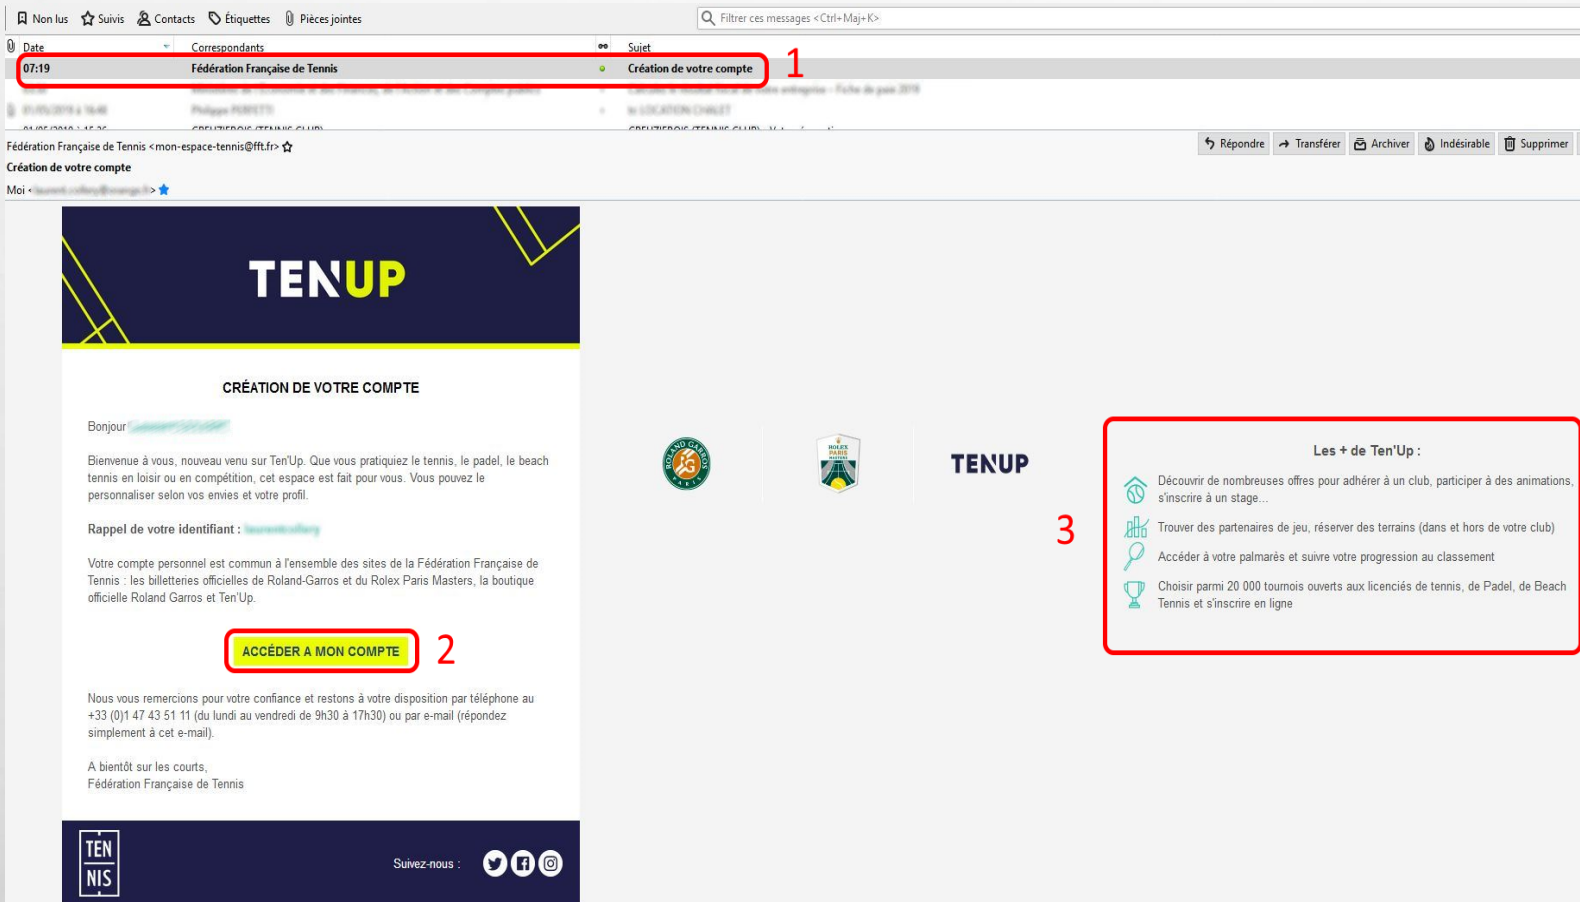 Non lus Suivis Contacts Étiquettes Pièces jointes Filtrer ces messages <Ctrl+Maj+K>
Date Correspondants Sujet
07:19 Fédération Française de Tennis Création de votre compte 1
Fédération Française de Tennis <mon-espace-tennis@fft.fr> Répondre Transférer Archiver Indésirable Supprimer
Création de votre compte
Moi <
TENUP
CRÉATION DE VOTRE COMPTE
Bonjour
Bienvenue à vous, nouveau venu sur Ten'Up. Que vous pratiquiez le tennis, le padel, le beach
tennis en loisir ou en compétition, cet espace est fait pour vous. Vous pouvez le
personnaliser selon vos envies et votre profil.
Rappel de votre identifiant :
Votre compte personnel est commun à l'ensemble des sites de la Fédération Française de
Tennis : les billetteries officielles de Roland-Garros et du Rolex Paris Masters, la boutique
officielle Roland Garros et Ten'Up.
ACCÉDER A MON COMPTE 2
Nous vous remercions pour votre confiance et restons à votre disposition par téléphone au
+33 (0)1 47 43 51 11 (du lundi au vendredi de 9h30 à 17h30) ou par e-mail (répondez
simplement à cet e-mail).
A bientôt sur les courts,
Fédération Française de Tennis
TEN
NIS
Suivez-nous :
ROLAND GARROS
RG
PARIS
ROLEX
PARIS
MASTERS
TENUP
3
Les + de Ten'Up :
Découvrir de nombreuses offres pour adhérer à un club, participer à des animations,
s'inscrire à un stage...
Trouver des partenaires de jeu, réserver des terrains (dans et hors de votre club)
Accéder à votre palmarès et suivre votre progression au classement
Choisir parmi 20 000 tournois ouverts aux licenciés de tennis, de Padel, de Beach
Tennis et s'inscrire en ligne